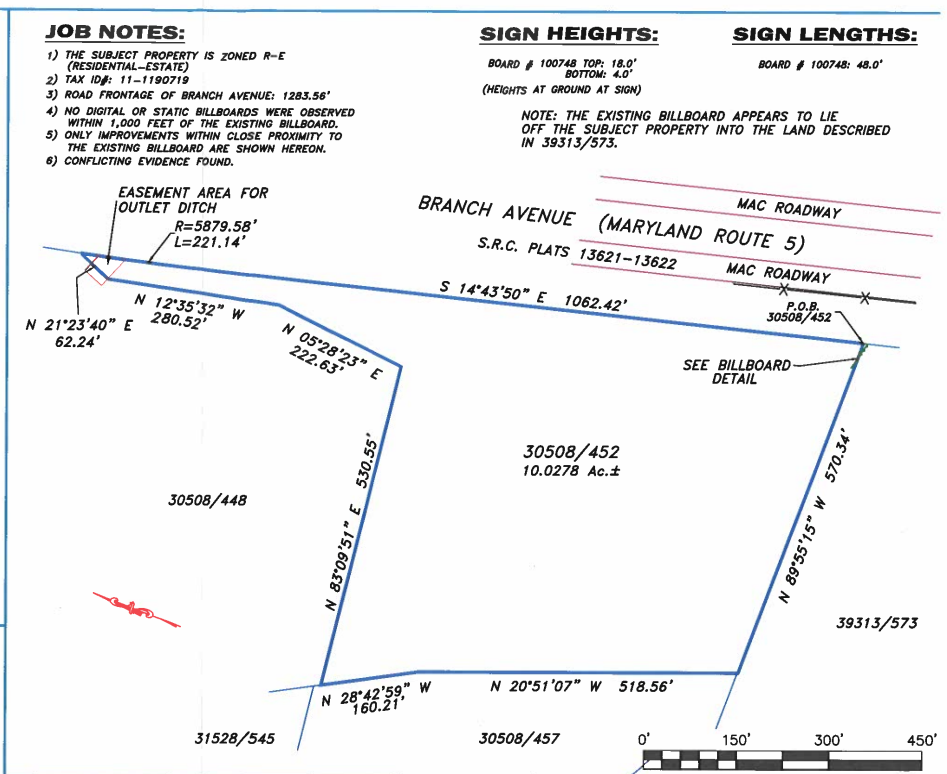 JOB NOTES:
1) THE SUBJECT PROPERTY IS ZONED R-E
(RESIDENTIAL-ESTATE)
2) TAX ID#: 11-1190719
3) ROAD FRONTAGE OF BRANCH AVENUE: 1283.56'
4) NO DIGITAL OR STATIC BILLBOARDS WERE OBSERVED
WITHIN 1,000 FEET OF THE EXISTING BILLBOARD.
5) ONLY IMPROVEMENTS WITHIN CLOSE PROXIMITY TO
THE EXISTING BILLBOARD ARE SHOWN HEREON.
6) CONFLICTING EVIDENCE FOUND.
SIGN HEIGHTS:
BOARD # 100748 TOP: 18.0'
BOTTOM: 4.0'
(HEIGHTS AT GROUND AT SIGN)
SIGN LENGTHS:
BOARD # 100748: 48.0'
NOTE: THE EXISTING BILLBOARD APPEARS TO LIE
OFF THE SUBJECT PROPERTY INTO THE LAND DESCRIBED
IN 39313/573.
EASEMENT AREA FOR
OUTLET DITCH
R=5879.58'
L=221.14'
BRANCH AVENUE (MARYLAND ROUTE 5)
S.R.C. PLATS 13621-13622
MAC ROADWAY
MAC ROADWAY
S 14°43'50" E 1062.42'
P.O.B.
30508/452
N 21°23'40" E
62.24'
N 12°35'32" W
280.52'
N 05°28'23" E
222.63'
SEE BILLBOARD
DETAIL
30508/452
10.0278 Ac.±
N 83°09'51" E 530.55'
N 89°55'15" W 570.34'
30508/448
39313/573
N 28°42'59" W
160.21'
N 20°51'07" W 518.56'
31528/545
30508/457
0' 150' 300' 450'